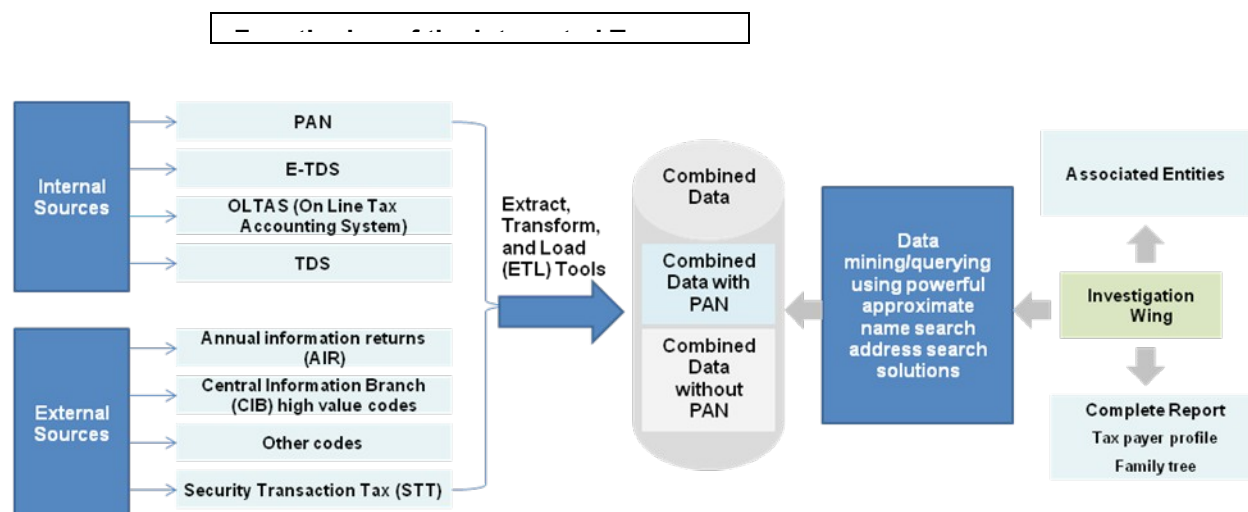 Internal
Sources
PAN
E-TDS
OLTAS (On Line Tax
Accounting System)
TDS
External
Sources
Annual information returns
(AIR)
Central Information Branch
(CIB) high value codes
Other codes
Security Transaction Tax (STT)
Extract,
Transform,
and Load
(ETL) Tools
Combined
Data
Combined
Data with
PAN
Combined
Data
without
PAN
Data
mining/querying
using powerful
approximate
name search
address search
solutions
Associated Entities
Investigation
Wing
Complete Report
Tax payer profile
Family tree